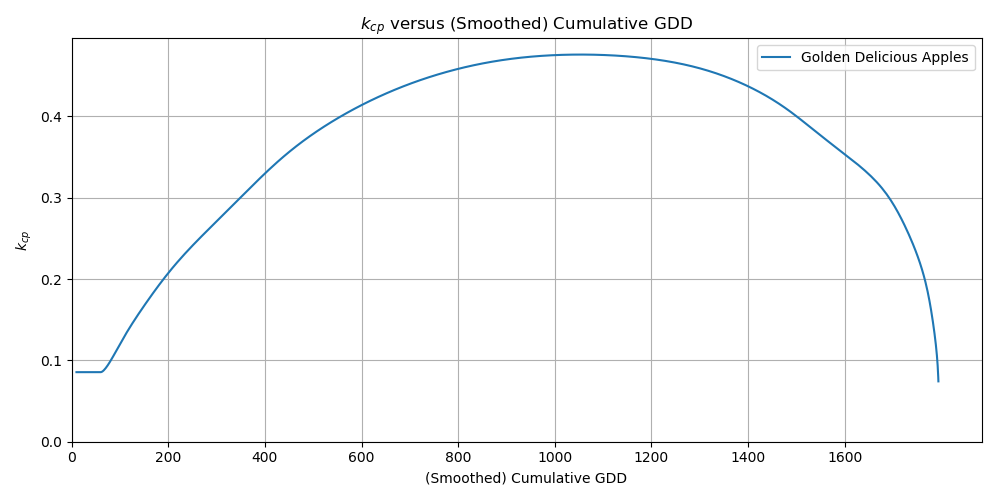 k_cp versus (Smoothed) Cumulative GDD
Golden Delicious Apples
k_cp
0.4
0.3
0.2
0.1
0.0
0 200 400 600 800 1000 1200 1400 1600
(Smoothed) Cumulative GDD